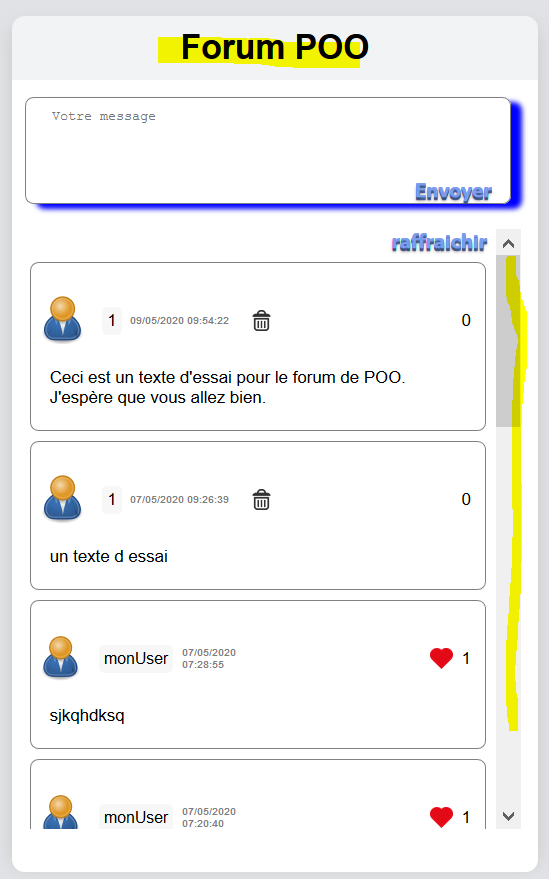 Forum POO
Votre message
Envoyer
raffraichir
1 09/05/2020 09:54:22 0
Ceci est un texte d'essai pour le forum de POO.
J'espère que vous allez bien.
1 07/05/2020 09:26:39 0
un texte d essai
monUser 07/05/2020 07:28:55 1
sjkqhdksq
monUser 07/05/2020 07:20:40 1